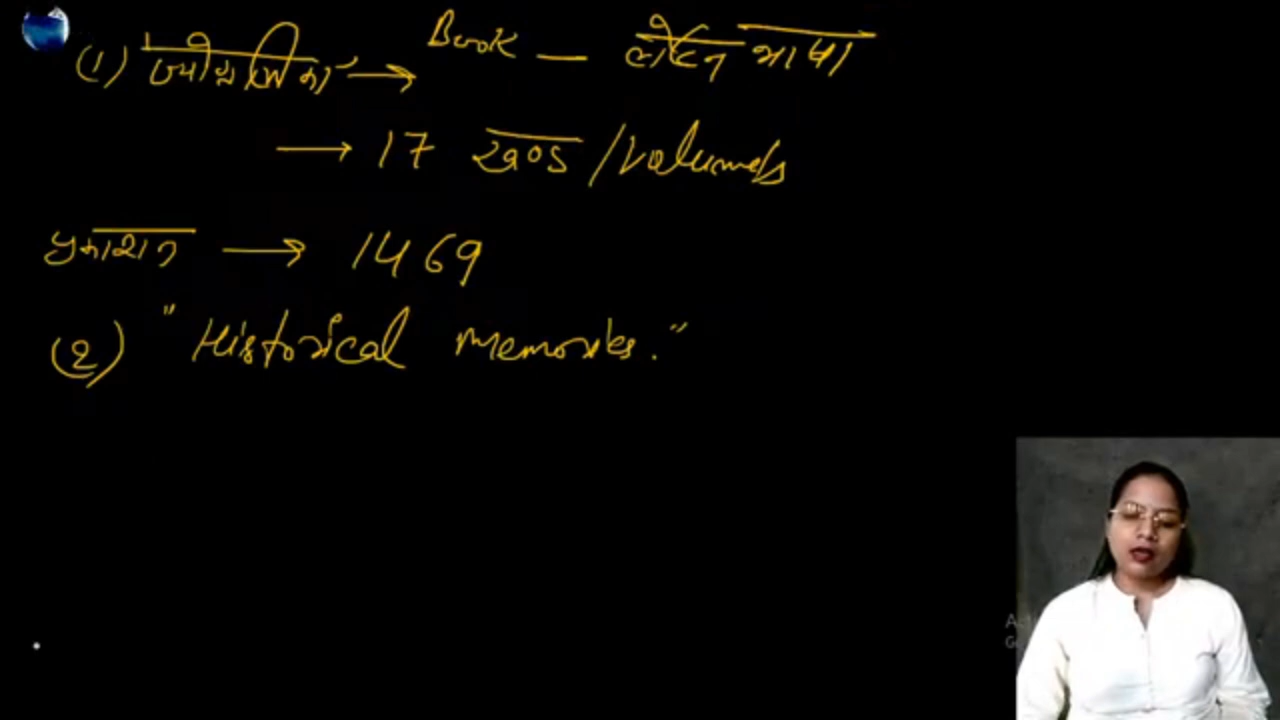 (1) ज्योग्राफिका → Book — लैटिन भाषा
→ 17 खण्ड / Volumes
प्रकाशन → 1469
(2) "Historical memories."